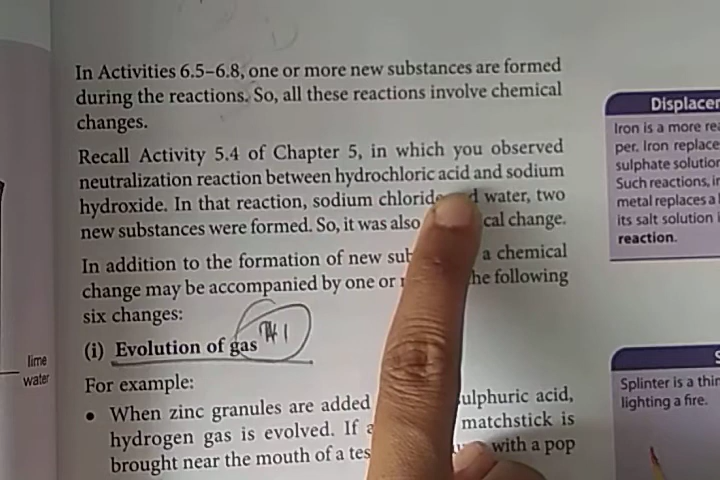 In Activities 6.5–6.8, one or more new substances are formed
during the reactions. So, all these reactions involve chemical
changes.
Recall Activity 5.4 of Chapter 5, in which you observed
neutralization reaction between hydrochloric acid and sodium
hydroxide. In that reaction, sodium chloride water, two
new substances were formed. So, it was also cal change.
In addition to the formation of new sub a chemical
change may be accompanied by one or he following
six changes:
(i) Evolution of gas
For example:
• When zinc granules are added ulphuric acid,
hydrogen gas is evolved. If a matchstick is
brought near the mouth of a tes with a pop
lime
water
Displacer
Iron is a more rea
per. Iron replace
sulphate solution
Such reactions, in
metal replaces a
its salt solution
reaction.
S
Splinter is a thin
lighting a fire.